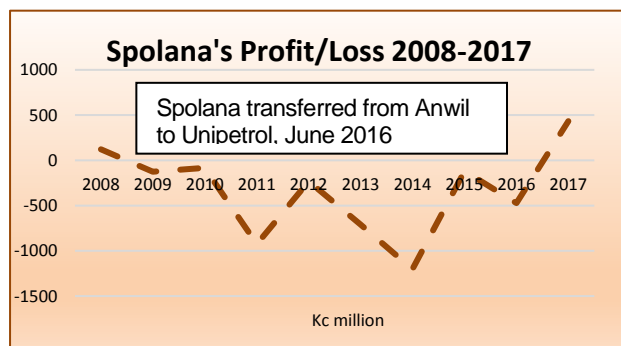 Spolana's Profit/Loss 2008-2017
1000
Spolana transferred from Anwil
500
to Unipetrol, June 2016
0
2008 2009 2010 2011 2012 2013 2014 2015 2016 2017
-500
-1000
-1500
Kc million